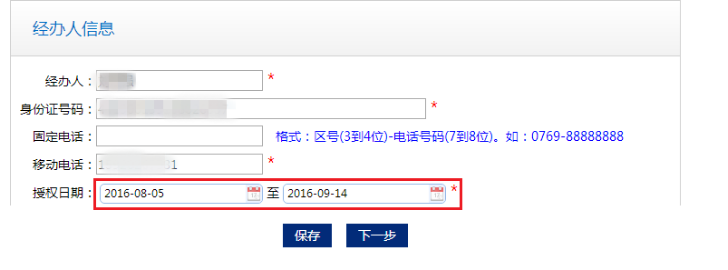 经办人信息
经办人： *
身份证号码： *
固定电话： 格式：区号(3到4位)-电话号码(7到8位)。如：0769-88888888
移动电话：1 1 *
授权日期： 2016-08-05 至 2016-09-14 *
保存 下一步